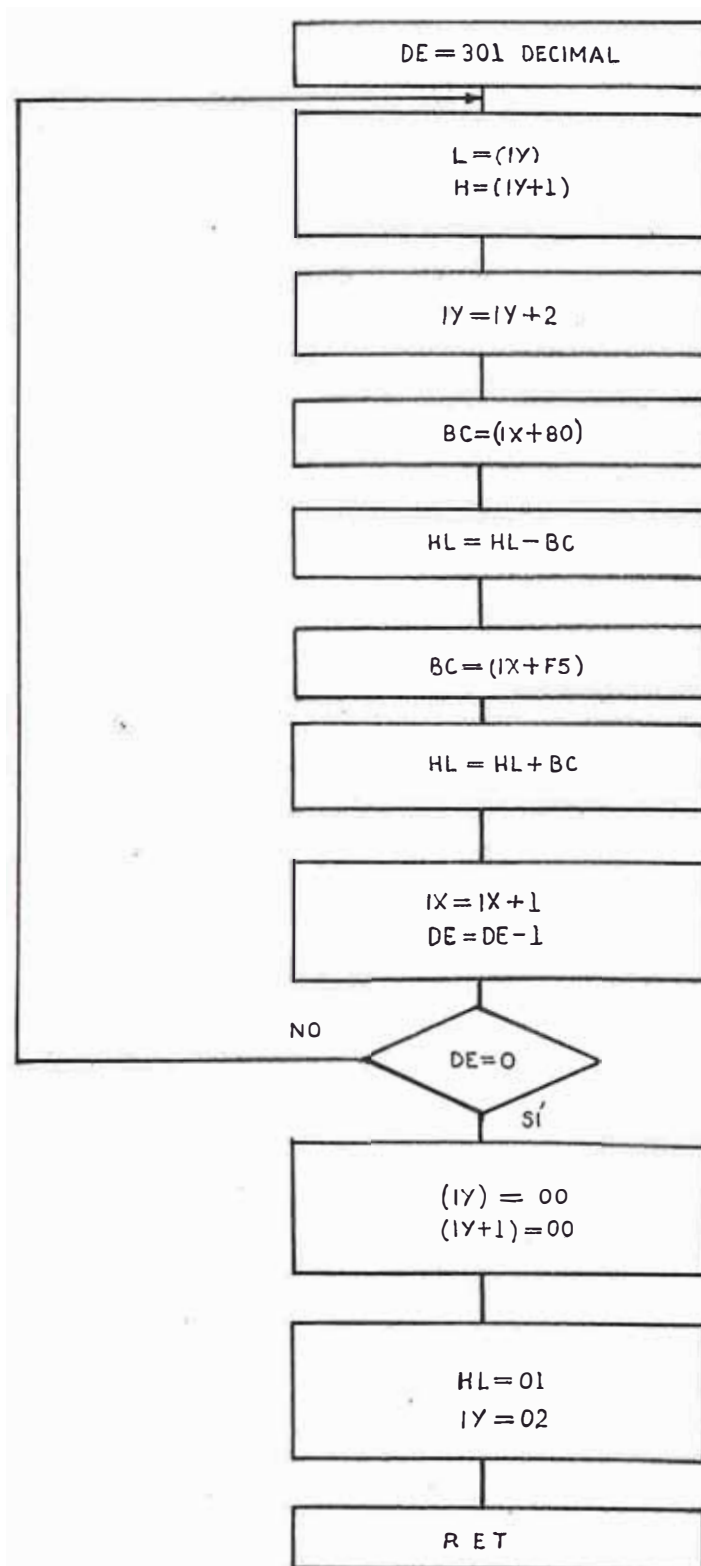 DE=301 DECIMAL
L=(IY)
H=(IY+1)
IY=IY+2
BC=(IX+80)
HL=HL-BC
BC=(IX+F5)
HL=HL+BC
IX=IX+1
DE=DE-1
NO
DE=0
SÍ
(IY) = 00
(IY+1)=00
HL=01
IY=02
RET